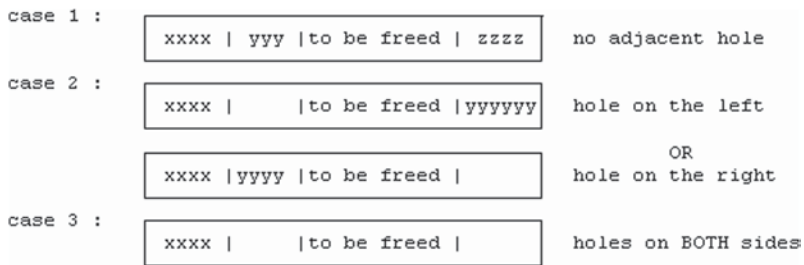 case 1 :
xxxx | yyy |to be freed | zzzz no adjacent hole
case 2 :
xxxx | |to be freed |yyyyyy hole on the left
OR
xxxx |yyyy |to be freed | hole on the right
case 3 :
xxxx | |to be freed | holes on BOTH sides